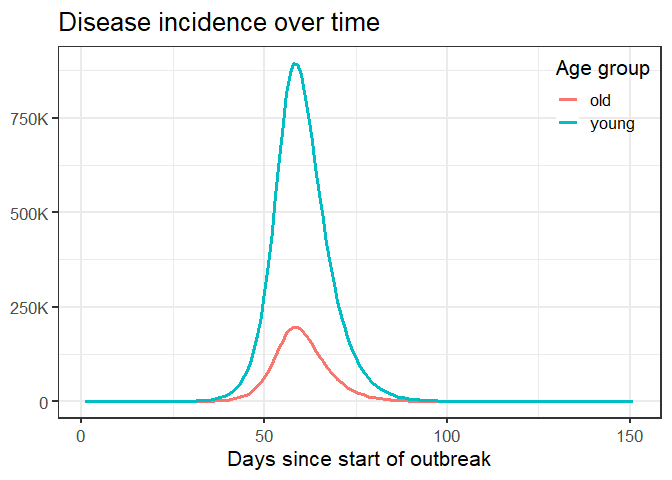 Disease incidence over time
Age group
old
young
750K
500K
250K
0
0 50 100 150
Days since start of outbreak